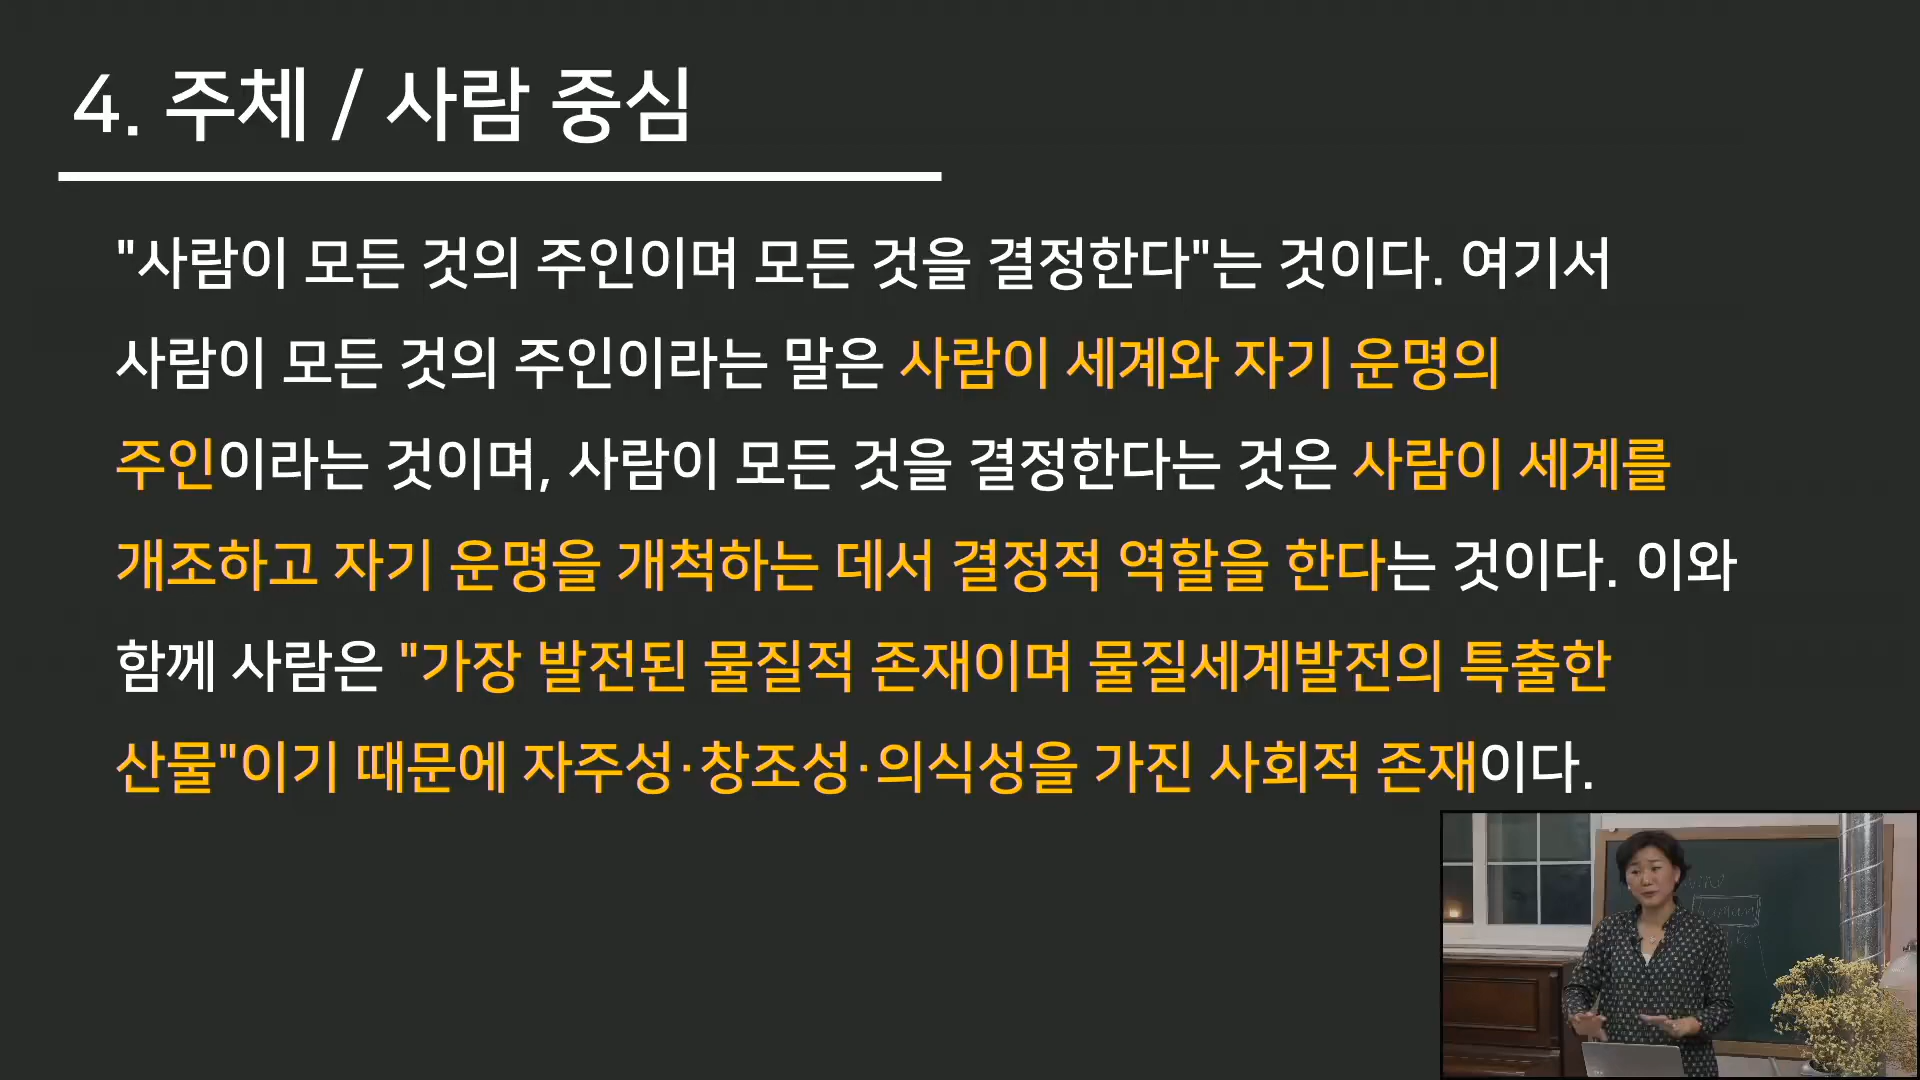 4. 주체 / 사람 중심
"사람이 모든 것의 주인이며 모든 것을 결정한다"는 것이다. 여기서
사람이 모든 것의 주인이라는 말은 사람이 세계와 자기 운명의
주인이라는 것이며, 사람이 모든 것을 결정한다는 것은 사람이 세계를
개조하고 자기 운명을 개척하는 데서 결정적 역할을 한다는 것이다. 이와
함께 사람은 "가장 발전된 물질적 존재이며 물질세계발전의 특출한
산물"이기 때문에 자주성·창조성·의식성을 가진 사회적 존재이다.
human